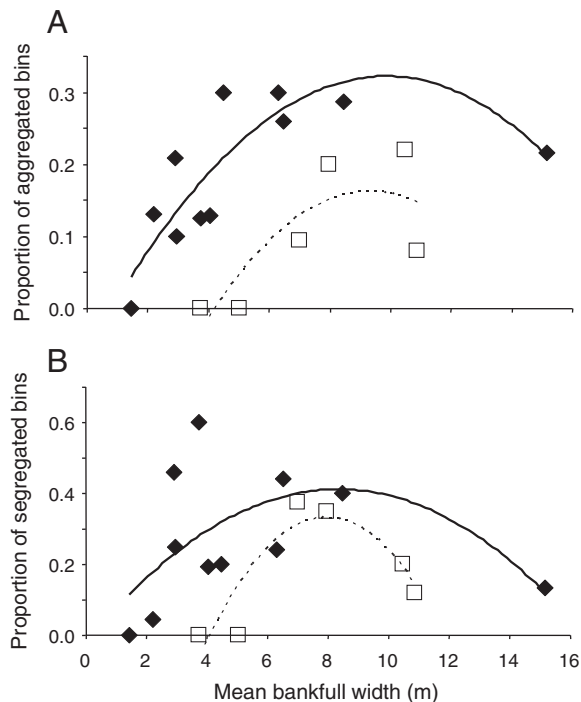 A
Proportion of aggregated bins
0.3
0.2
0.1
0.0
B
Proportion of segregated bins
0.6
0.4
0.2
0.0
0 2 4 6 8 10 12 14 16
Mean bankfull width (m)